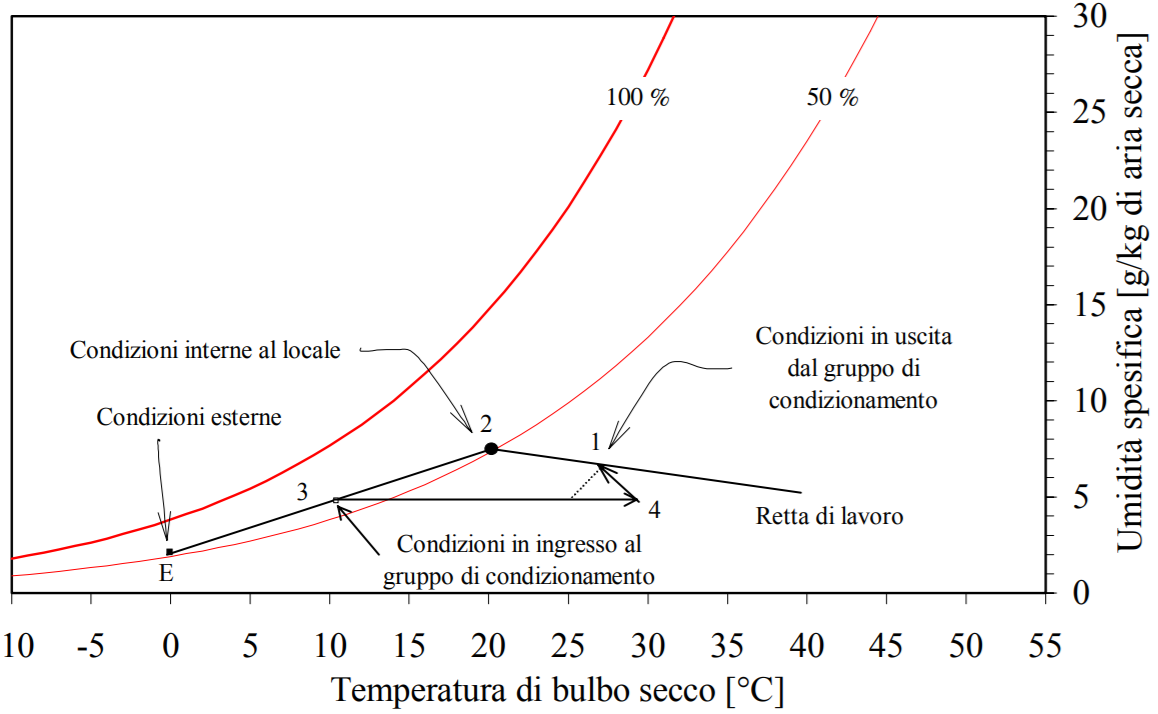 30
100 %
50 %
25
20
15
10
5
0
Umidità spesifica [g/kg di aria secca]
Condizioni in uscita
dal gruppo di
condizionamento
Condizioni interne al locale
Condizioni esterne
2
1
3
4
E
Retta di lavoro
Condizioni in ingresso al
gruppo di condizionamento
10 -5 0 5 10 15 20 25 30 35 40 45 50 55
Temperatura di bulbo secco [°C]